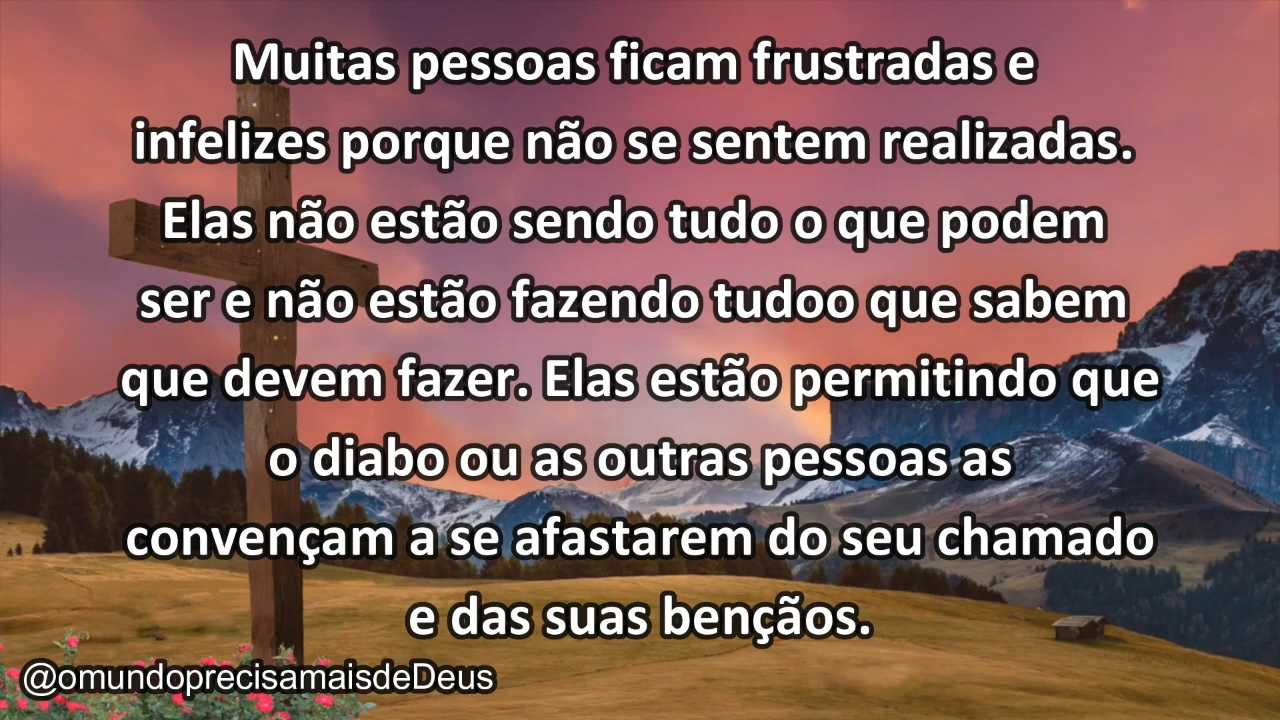 Muitas pessoas ficam frustradas e
infelizes porque não se sentem realizadas.
Elas não estão sendo tudo o que podem
ser e não estão fazendo tudoo que sabem
que devem fazer. Elas estão permitindo que
o diabo ou as outras pessoas as
convençam a se afastarem do seu chamado
e das suas bençãos.
@omundoprecisamaisdeDeus